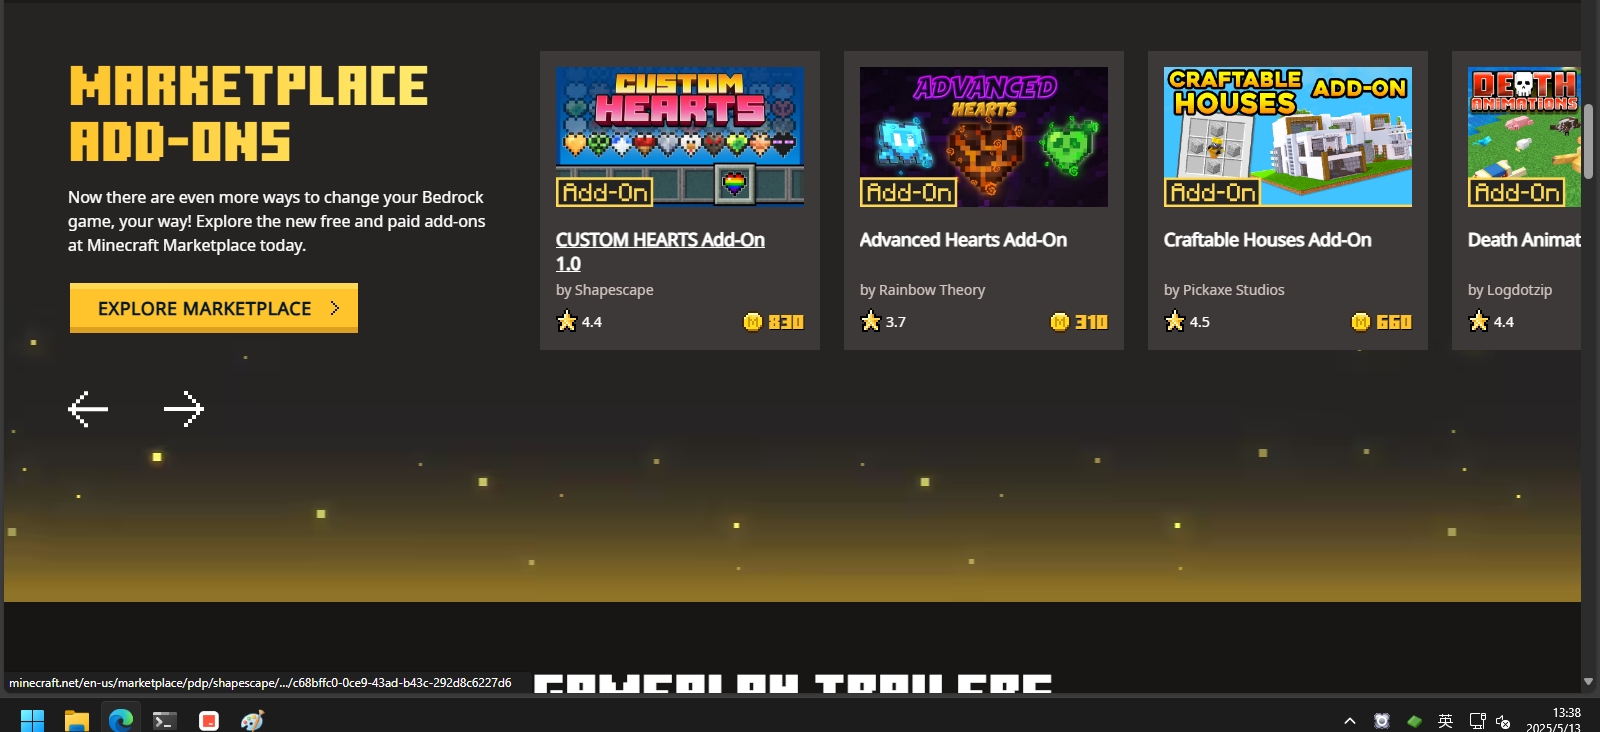 MARKETPLACE
ADD-ONS
Now there are even more ways to change your Bedrock
game, your way! Explore the new free and paid add-ons
at Minecraft Marketplace today.
EXPLORE MARKETPLACE
CUSTOM
HEARTS
Add-On
CUSTOM HEARTS Add-On
1.0
by Shapescape
4.4
830
ADVANCED
HEARTS
Add-On
Advanced Hearts Add-On
by Rainbow Theory
3.7
310
CRAFTABLE
HOUSES
ADD-ON
Add-On
Craftable Houses Add-On
by Pickaxe Studios
4.5
660
DEATH
ANIMATIONS
Add-On
Death Animat
by Logdotzip
4.4
GAMEPLAY TRAILERS
minecraft.net/en-us/marketplace/pdp/shapescape/.../c68bffc0-0ce9-43ad-b43c-292d8c6227d6
英
13:38
2025/5/13